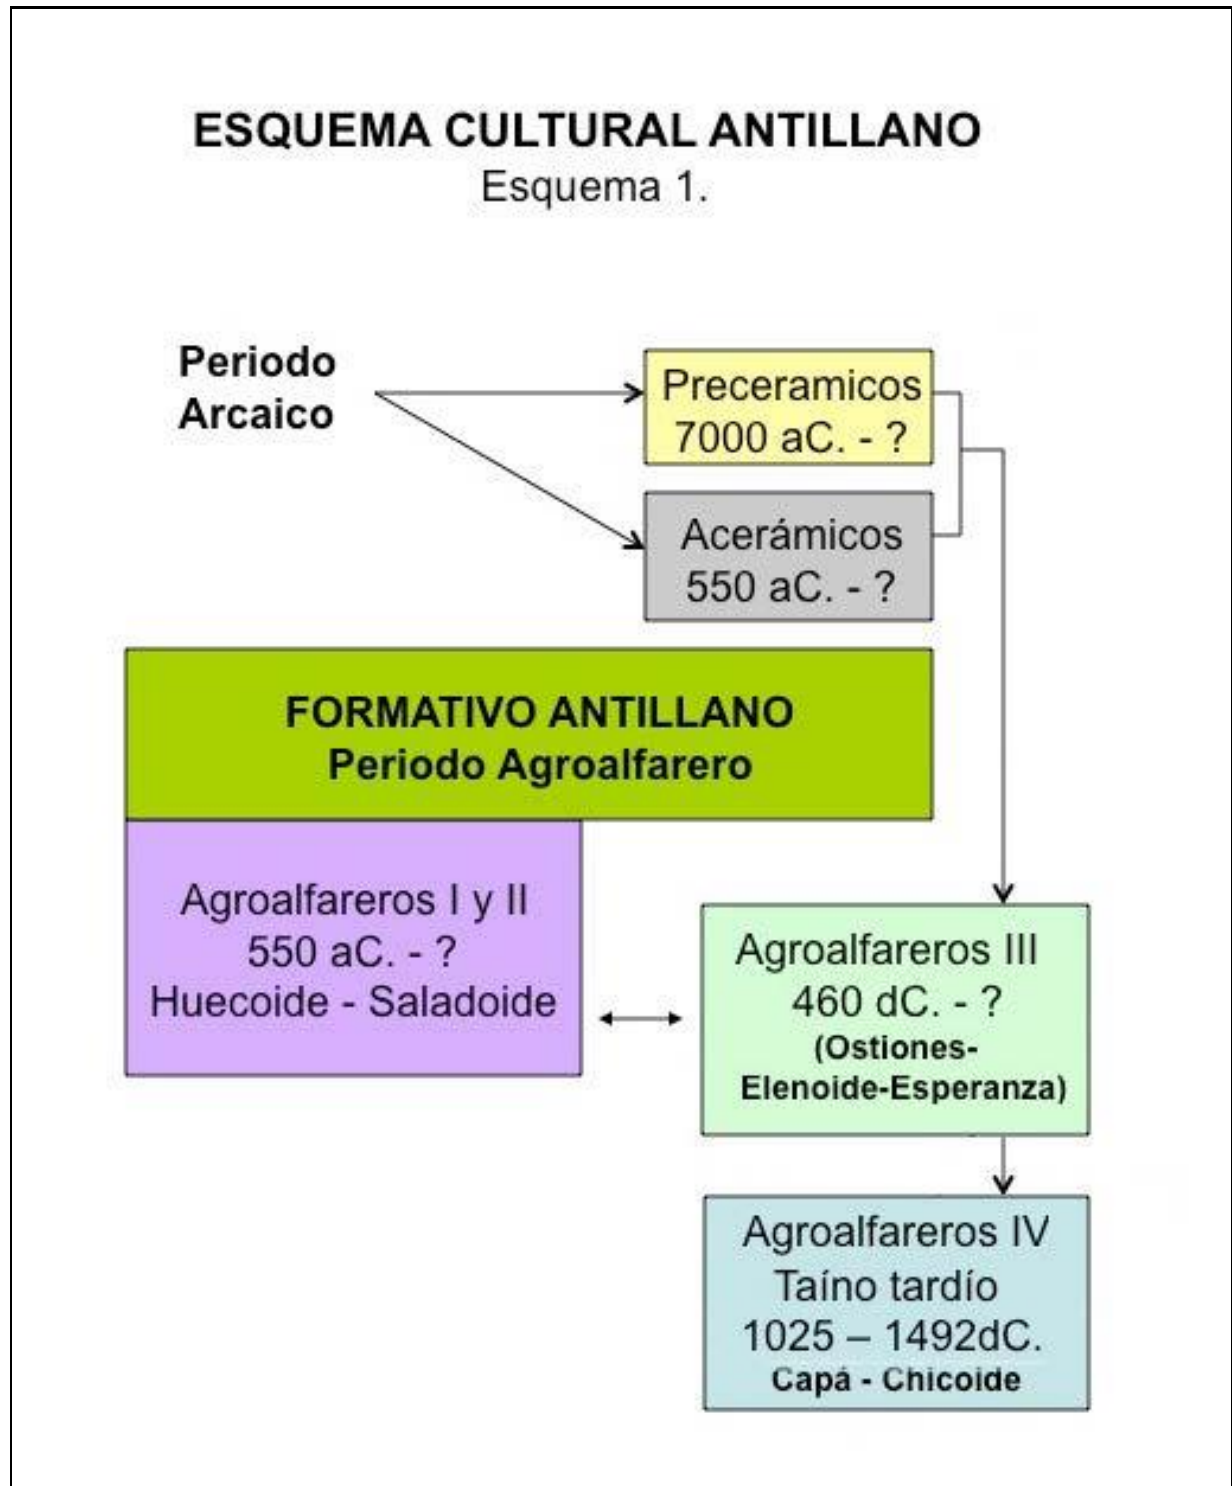 ESQUEMA CULTURAL ANTILLANO
Esquema 1.
Periodo
Arcaico
Preceramicos
7000 aC. - ?
Acerámicos
550 aC. - ?
FORMATIVO ANTILLANO
Periodo Agroalfarero
Agroalfareros I y II
550 aC. - ?
Huecoide - Saladoide
Agroalfareros III
460 dC. - ?
(Ostiones-
Elenoide-Esperanza)
Agroalfareros IV
Taíno tardío
1025 – 1492dC.
Capá - Chicoide